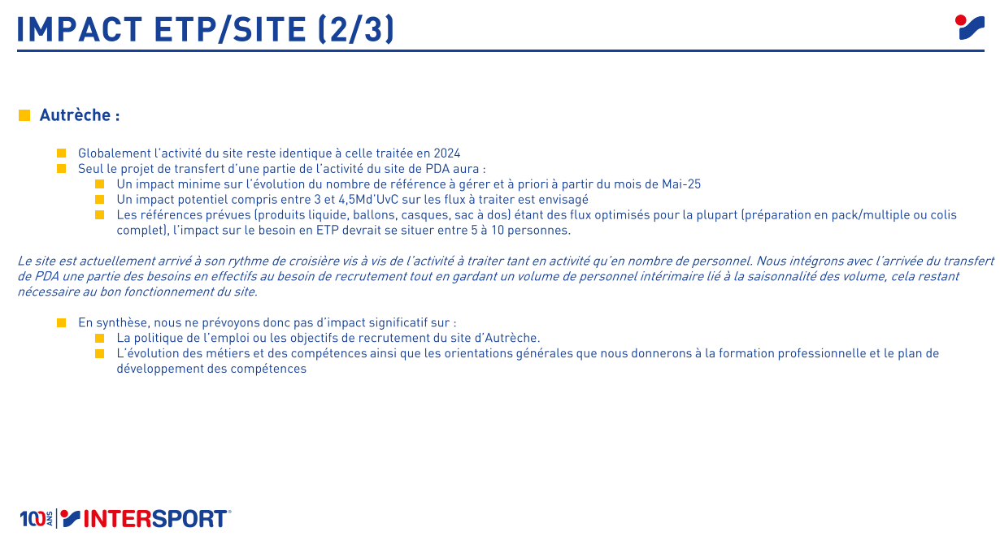 IMPACT ETP/SITE (2/3)
Autrèche :
Globalement l'activité du site reste identique à celle traitée en 2024
Seul le projet de transfert d'une partie de l'activité du site de PDA aura :
Un impact minime sur l'évolution du nombre de référence à gérer et à priori à partir du mois de Mai-25
Un impact potentiel compris entre 3 et 4,5Md'UvC sur les flux à traiter est envisagé
Les références prévues (produits liquide, ballons, casques, sac à dos) étant des flux optimisés pour la plupart (préparation en pack/multiple ou colis
complet), l'impact sur le besoin en ETP devrait se situer entre 5 à 10 personnes.
Le site est actuellement arrivé à son rythme de croisière vis à vis de l'activité à traiter tant en activité qu'en nombre de personnel. Nous intégrons avec l'arrivée du transfert
de PDA une partie des besoins en effectifs au besoin de recrutement tout en gardant un volume de personnel intérimaire lié à la saisonnalité des volume, cela restant
nécessaire au bon fonctionnement du site.
En synthèse, nous ne prévoyons donc pas d'impact significatif sur :
La politique de l'emploi ou les objectifs de recrutement du site d'Autrèche.
L'évolution des métiers et des compétences ainsi que les orientations générales que nous donnerons à la formation professionnelle et le plan de
développement des compétences
100 ANS INTERSPORT®